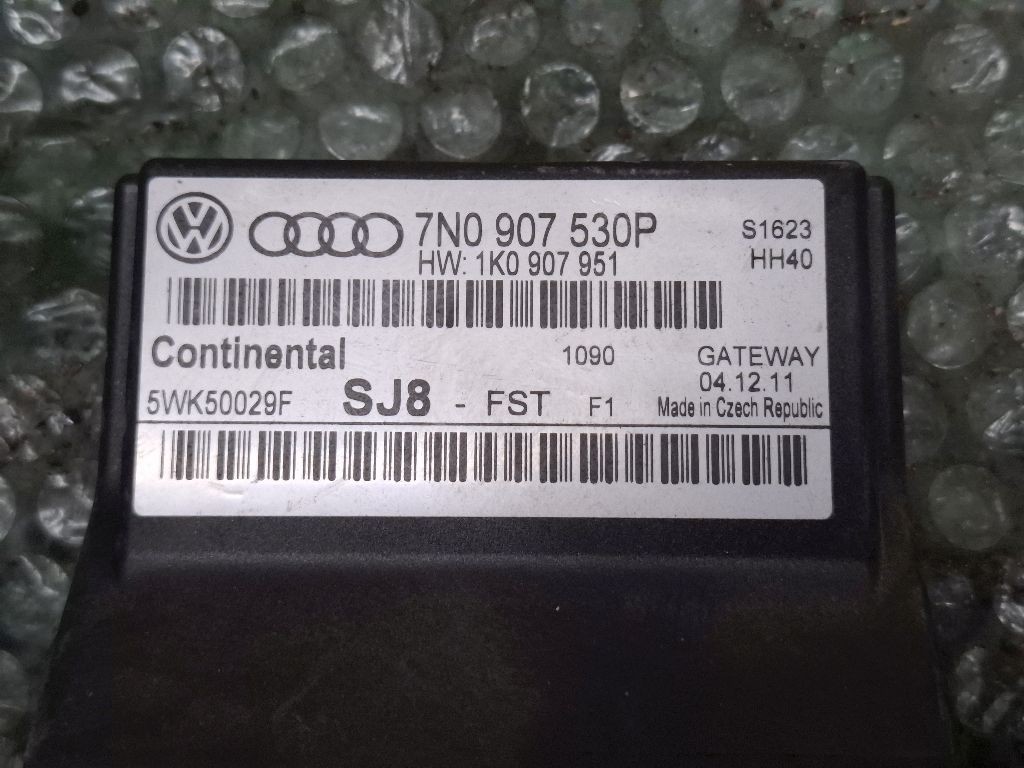 7N0 907 530P S1623
HW: 1K0 907 951 HH40
Continental 1090 GATEWAY
04.12.11
5WK50029F SJ8 - FST F1 Made in Czech Republic